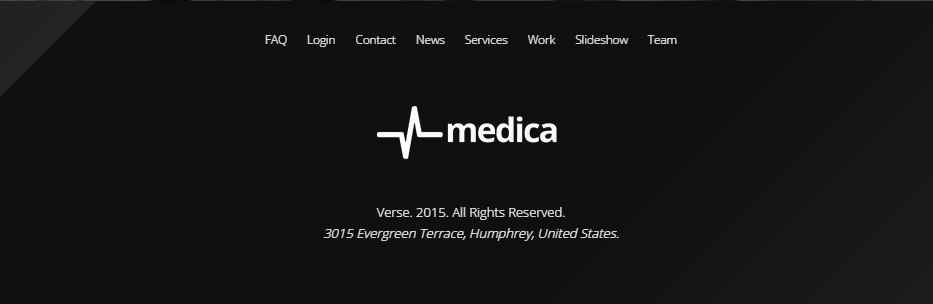 FAQ Login Contact News Services Work Slideshow Team
medica
Verse. 2015. All Rights Reserved.
3015 Evergreen Terrace, Humphrey, United States.